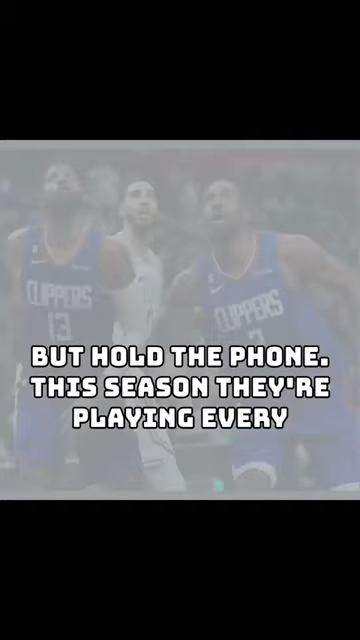 CLIPPERS
13
CLIPPERS
BUT HOLD THE PHONE.
THIS SEASON THEY'RE
PLAYING EVERY